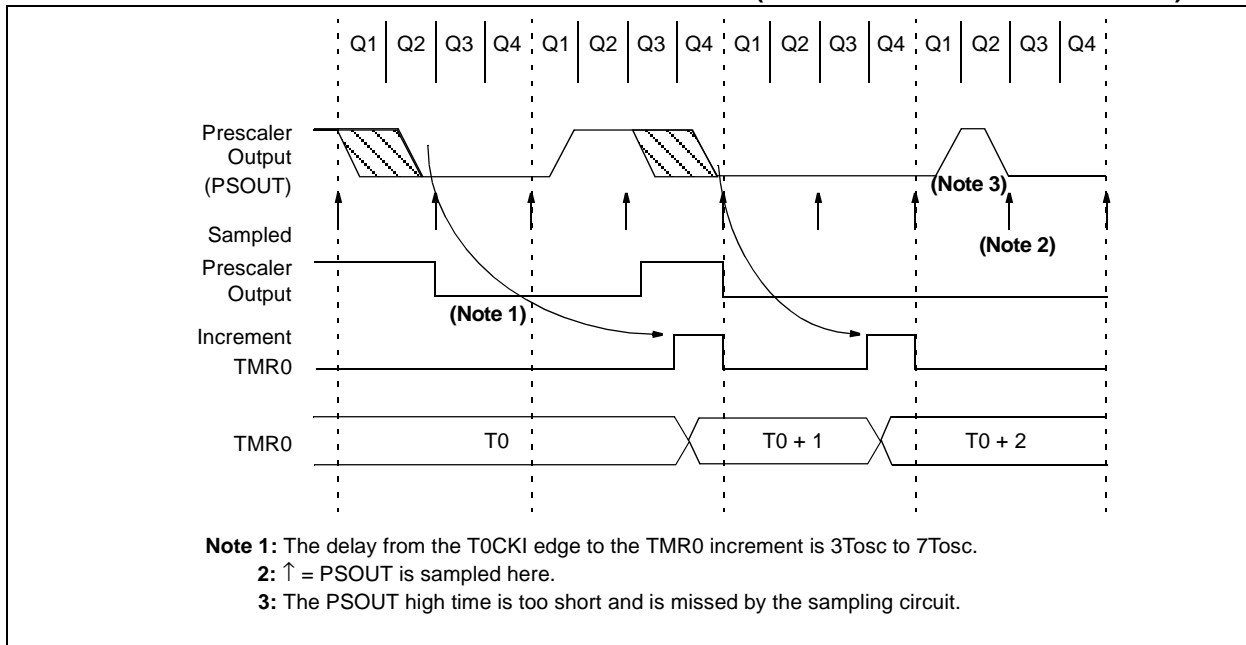 Q1 Q2 Q3 Q4 Q1 Q2 Q3 Q4 Q1 Q2 Q3 Q4 Q1 Q2 Q3 Q4
Prescaler
Output
(PSOUT)
(Note 3)
Sampled
(Note 2)
Prescaler
Output
(Note 1)
Increment
TMR0
TMR0 T0 T0 + 1 T0 + 2
Note 1: The delay from the T0CKI edge to the TMR0 increment is 3Tosc to 7Tosc.
2: ↑ = PSOUT is sampled here.
3: The PSOUT high time is too short and is missed by the sampling circuit.